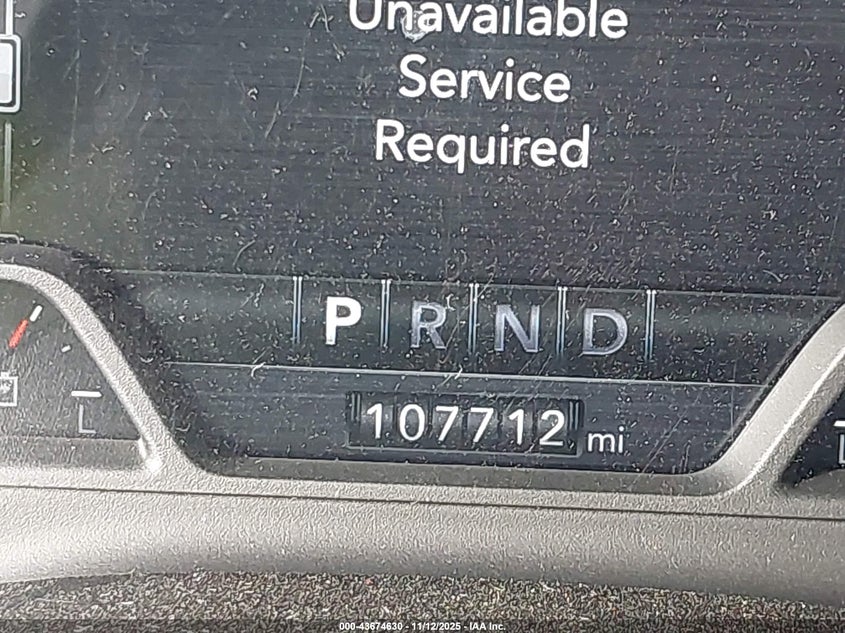 Unavailable
Service
Required
P R N D
107712 mi
L
000-43674630 - 11/12/2025 - IAA Inc.